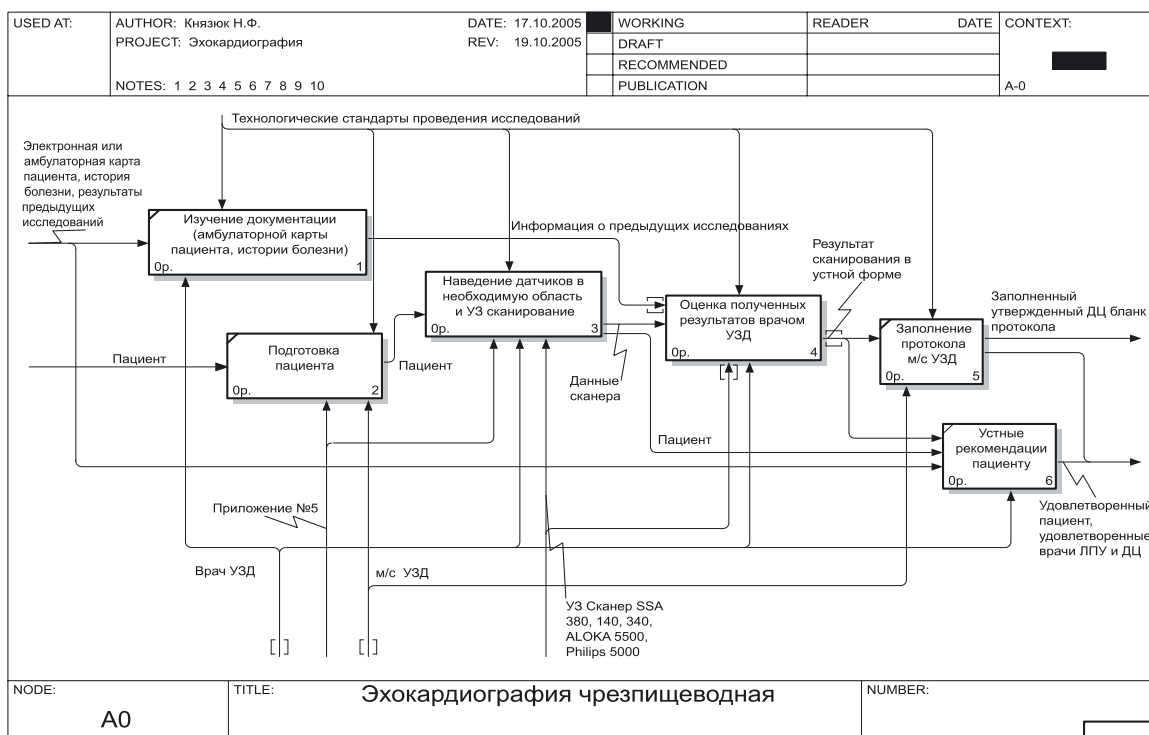 USED AT:
AUTHOR: Князюк Н.Ф.
DATE: 17.10.2005
PROJECT: Эхокардиография
REV: 19.10.2005
NOTES: 1 2 3 4 5 6 7 8 9 10
WORKING
DRAFT
RECOMMENDED
PUBLICATION
READER
DATE
CONTEXT:
A-0
Технологические стандарты проведения исследований
Электронная или
амбулаторная карта
пациента, история
болезни, результаты
предыдущих
исследований
Изучение документации
(амбулаторной карты
пациента, истории болезни)
0р.
1
Информация о предыдущих исследованиях
Наведение датчиков в
необходимую область
и УЗ сканирование
0р.
3
Результат
сканирования в
устной форме
Оценка полученных
результатов врачом
УЗД
0р.
4
Заполненный
утвержденный ДЦ бланк
протокола
Заполнение
протокола
м/с УЗД
0р.
5
Пациент
Подготовка
пациента
0р.
2
Пациент
Данные
сканера
Пациент
Устные
рекомендации
пациенту
0р.
6
Приложение №5
Удовлетворенный
пациент,
удовлетворенные
врачи ЛПУ и ДЦ
Врач УЗД
м/с УЗД
УЗ Сканер SSA
380, 140, 340,
ALOKA 5500,
Philips 5000
NODE:
A0
TITLE:
Эхокардиография чрезпищеводная
NUMBER: